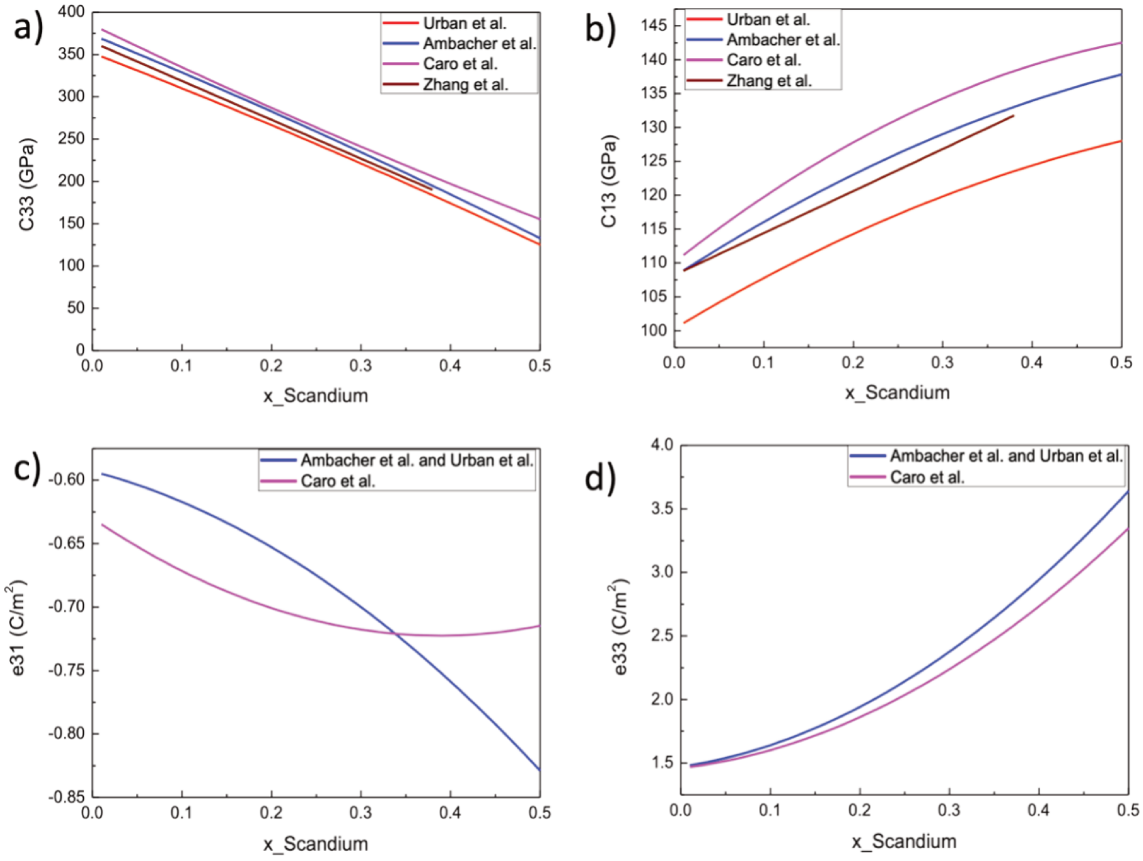 a)
Urban et al.
Ambacher et al.
Caro et al.
Zhang et al.
C33 (GPa)
400
350
300
250
200
150
100
50
0
0.0 0.1 0.2 0.3 0.4 0.5
x_Scandium
b)
Urban et al.
Ambacher et al.
Caro et al.
Zhang et al.
C13 (GPa)
145
140
135
130
125
120
115
110
105
100
0.0 0.1 0.2 0.3 0.4 0.5
x_Scandium
c)
Ambacher et al. and Urban et al.
Caro et al.
e31 (C/m²)
-0.60
-0.65
-0.70
-0.75
-0.80
-0.85
0.0 0.1 0.2 0.3 0.4 0.5
x_Scandium
d)
Ambacher et al. and Urban et al.
Caro et al.
e33 (C/m²)
4.0
3.5
3.0
2.5
2.0
1.5
0.0 0.1 0.2 0.3 0.4 0.5
x_Scandium